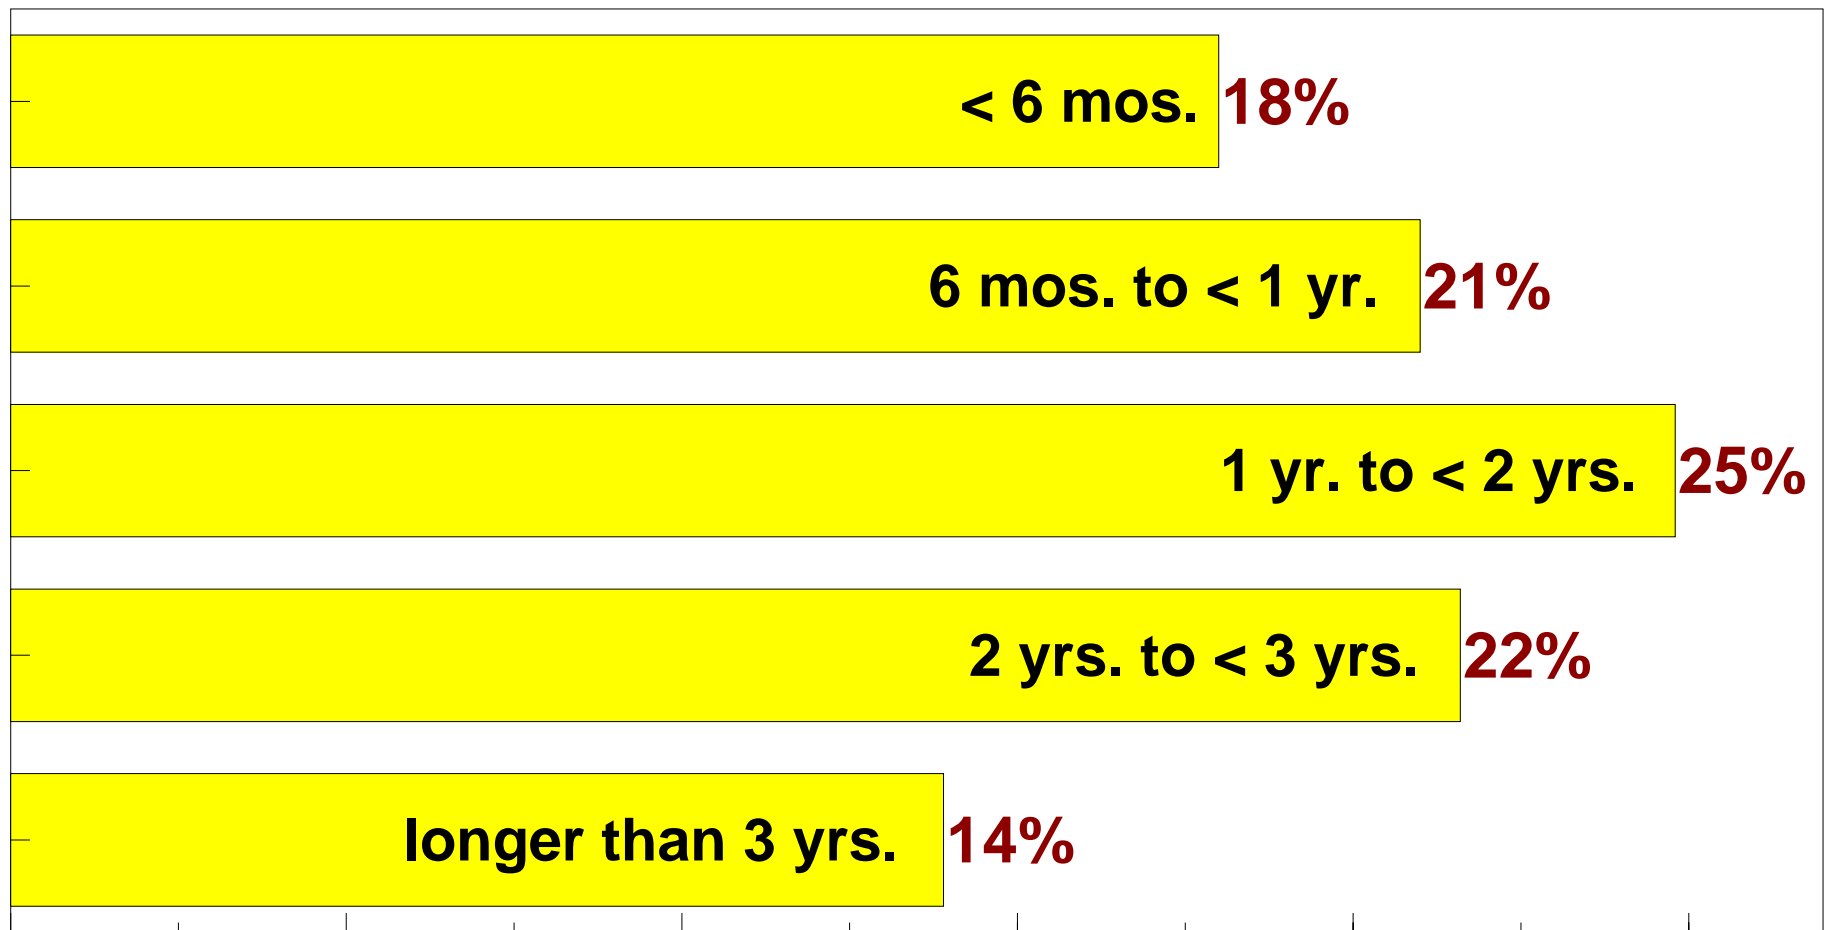 < 6 mos. 18%
6 mos. to < 1 yr. 21%
1 yr. to < 2 yrs. 25%
2 yrs. to < 3 yrs. 22%
longer than 3 yrs. 14%